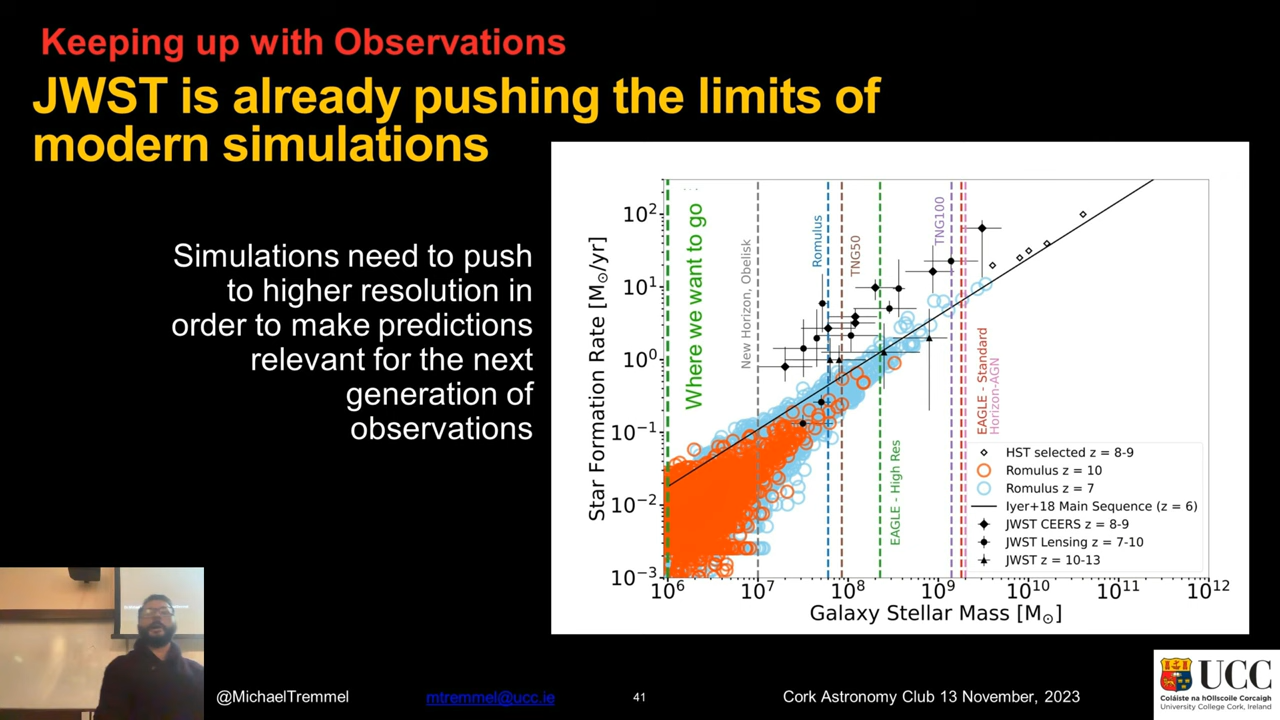 Keeping up with Observations
JWST is already pushing the limits of
modern simulations
Simulations need to push
to higher resolution in
order to make predictions
relevant for the next
generation of
observations
Star Formation Rate [M⊙/yr]
10²
10¹
10⁰
10⁻¹
10⁻²
10⁻³
Where we want to go
New Horizon, Obelisk
Romulus
TNG50
EAGLE - High Res
TNG100
EAGLE - Standard
Horizon-AGN
HST selected z = 8-9
Romulus z = 10
Romulus z = 7
Iyer+18 Main Sequence (z = 6)
JWST CEERS z = 8-9
JWST Lensing z = 7-10
JWST z = 10-13
10⁶ 10⁷ 10⁸ 10⁹ 10¹⁰ 10¹¹ 10¹²
Galaxy Stellar Mass [M⊙]
@MichaelTremmel
mtremmel@ucc.ie
41
Cork Astronomy Club 13 November, 2023
UCC
Coláiste na hOllscoile Corcaigh
University College Cork, Ireland